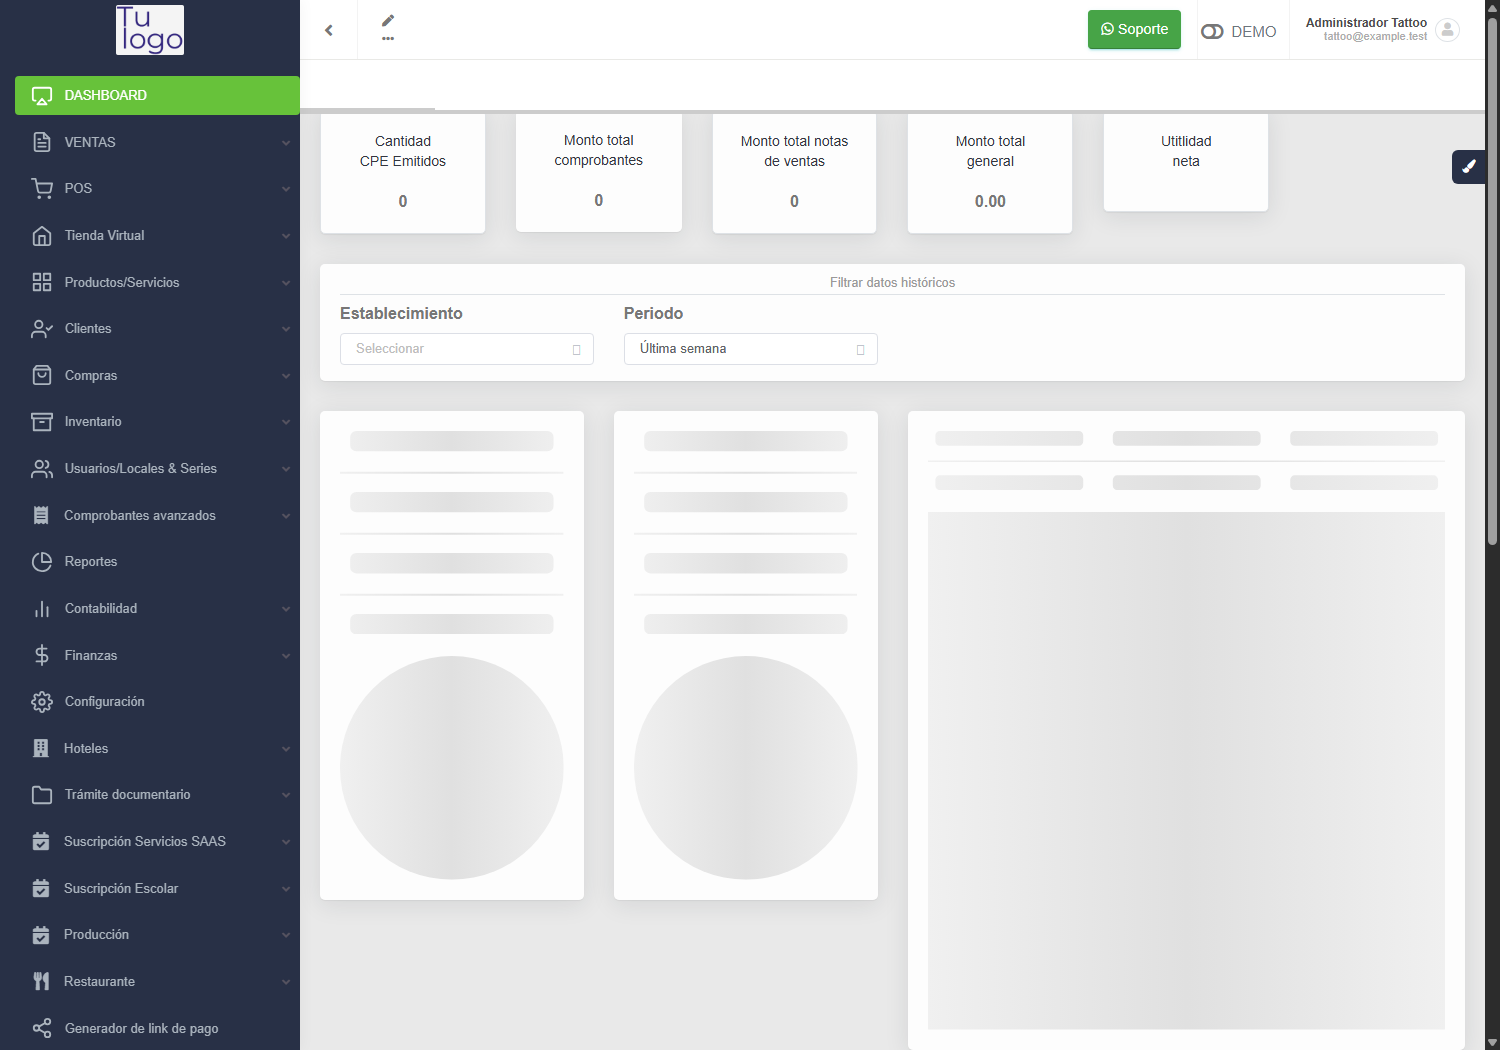 Tu
logo
Soporte
DEMO
Administrador Tattoo
tattoo@example.test
DASHBOARD
VENTAS
POS
Tienda Virtual
Productos/Servicios
Clientes
Compras
Inventario
Usuarios/Locales & Series
Comprobantes avanzados
Reportes
Contabilidad
Finanzas
Configuración
Hoteles
Trámite documentario
Suscripción Servicios SAAS
Suscripción Escolar
Producción
Restaurante
Generador de link de pago
Cantidad
CPE Emitidos
0
Monto total
comprobantes
0
Monto total notas
de ventas
0
Monto total
general
0.00
Utitlidad
neta
Filtrar datos históricos
Establecimiento
Seleccionar
Periodo
Última semana